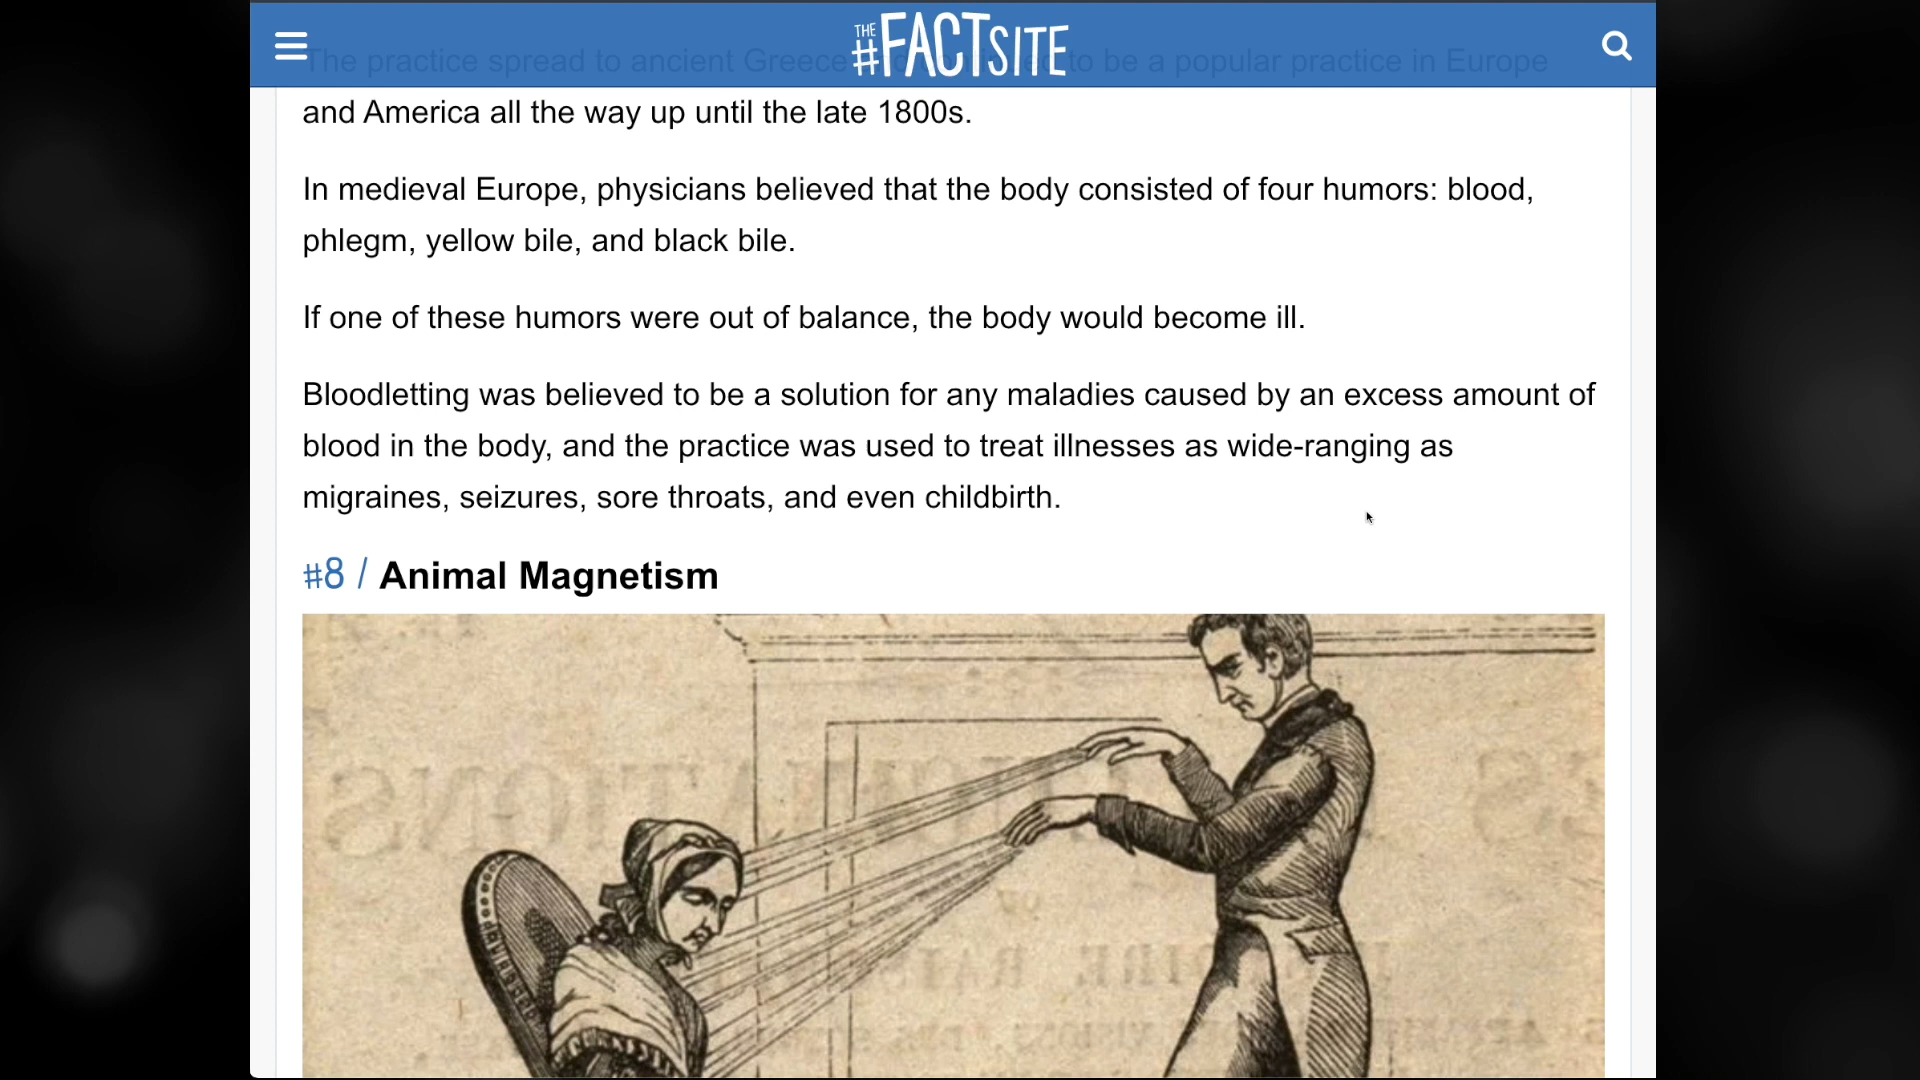 THE
#FACTSITE
The practice spread to ancient Greece to be a popular practice in Europe
and America all the way up until the late 1800s.
In medieval Europe, physicians believed that the body consisted of four humors: blood,
phlegm, yellow bile, and black bile.
If one of these humors were out of balance, the body would become ill.
Bloodletting was believed to be a solution for any maladies caused by an excess amount of
blood in the body, and the practice was used to treat illnesses as wide-ranging as
migraines, seizures, sore throats, and even childbirth.
#8 / Animal Magnetism